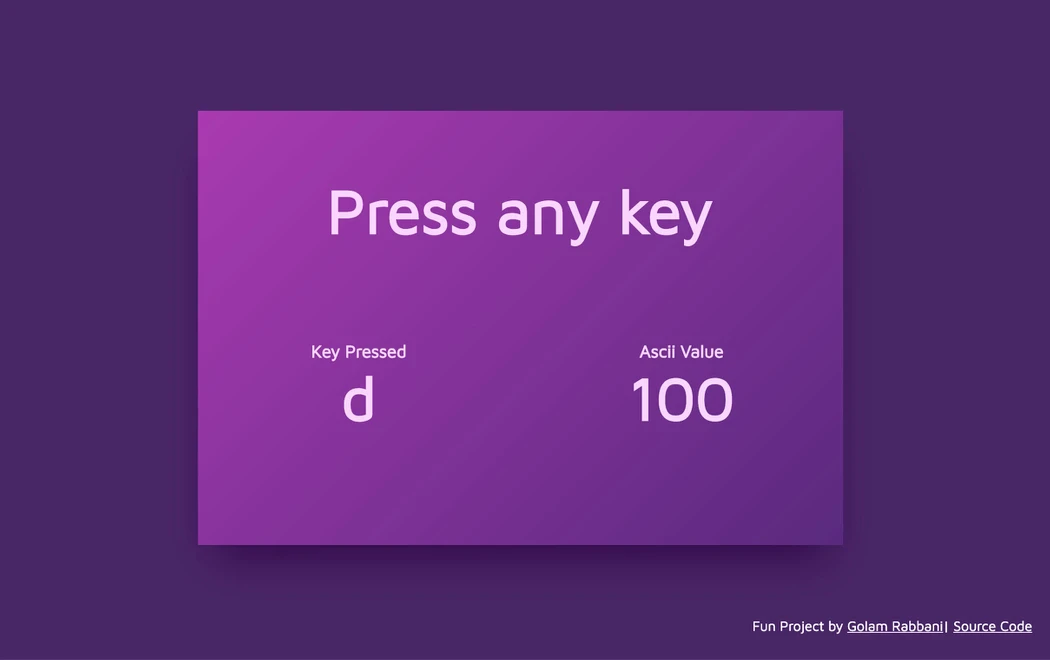 Press any key
Key Pressed
Ascii Value
d
100
Fun Project by Golam Rabbani| Source Code